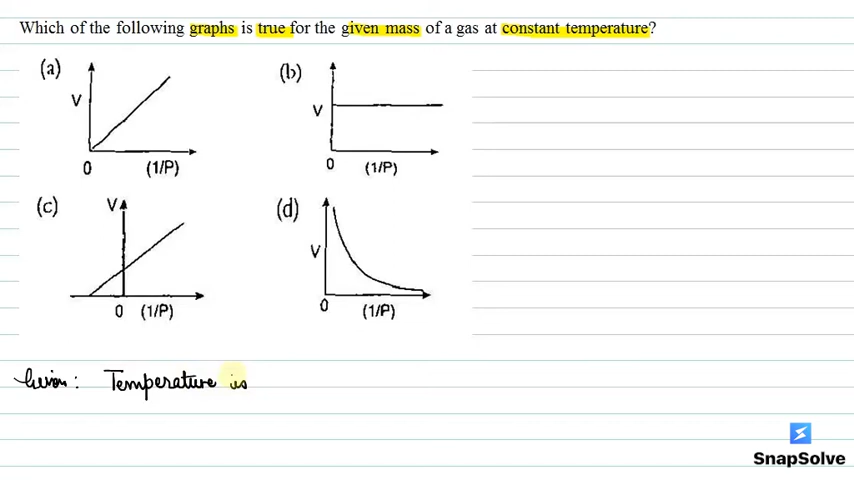 Which of the following graphs is true for the given mass of a gas at constant temperature?
(a)
V
0 (1/P)
(b)
V
0 (1/P)
(c)
V
0 (1/P)
(d)
V
0 (1/P)
Given: Temperature is
SnapSolve